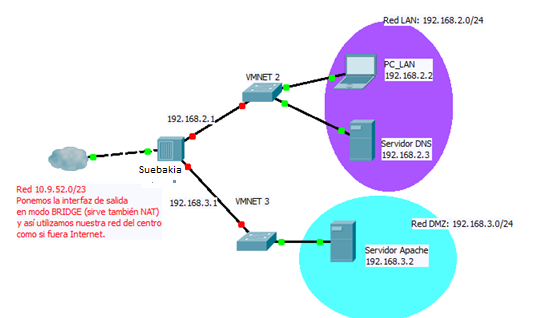 Red LAN: 192.168.2.0/24
PC_LAN
192.168.2.2
VMNET 2
192.168.2.1
Servidor DNS
192.168.2.3
Suebakia
Red 10.9.52.0/23
Ponemos la interfaz de salida
en modo BRIDGE (sirve también NAT)
y así utilizamos nuestra red del centro
como si fuera Internet.
192.168.3.1
VMNET 3
Red DMZ: 192.168.3.0/24
Servidor Apache
192.168.3.2